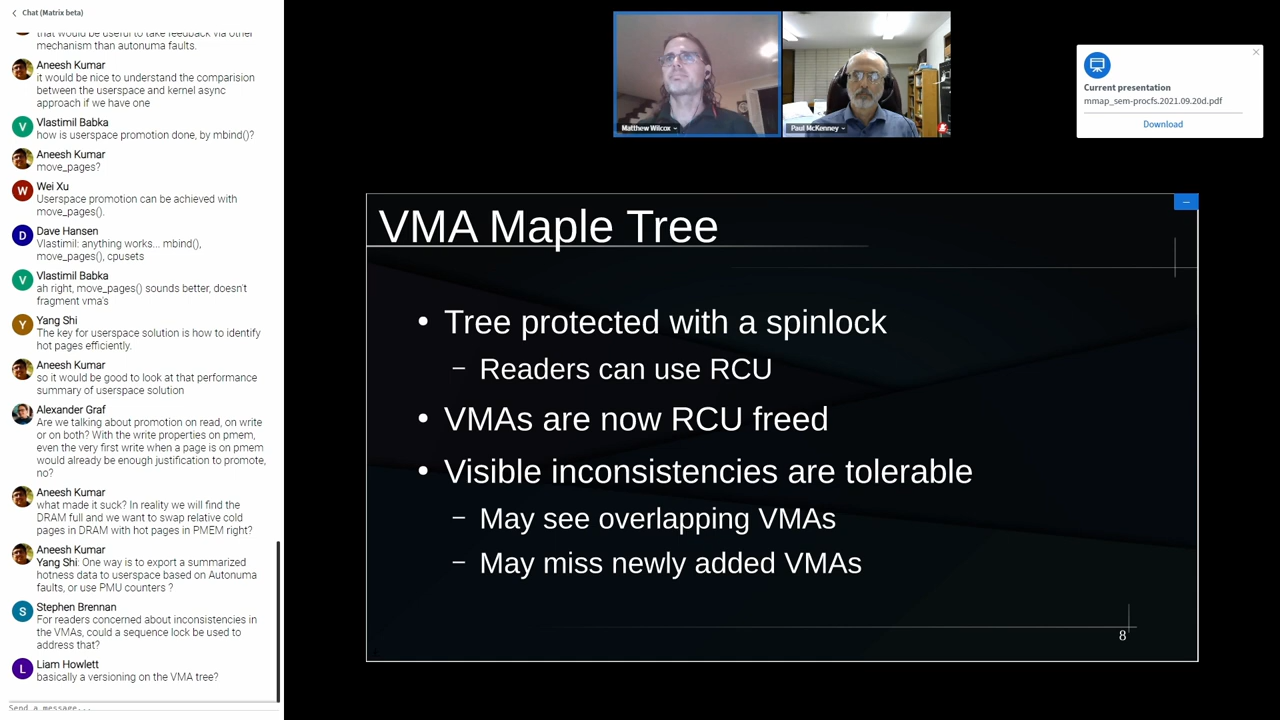 Chat (Matrix beta)
that would be useful to take feedback via other
mechanism than autonuma faults.
Aneesh Kumar
it would be nice to understand the comparision
between the userspace and kernel async
approach if we have one
V
Vlastimil Babka
how is userspace promotion done, by mbind()?
Aneesh Kumar
move_pages?
W
Wei Xu
Userspace promotion can be achieved with
move_pages().
D
Dave Hansen
Vlastimil: anything works... mbind(),
move_pages(), cpusets
V
Vlastimil Babka
ah right, move_pages() sounds better, doesn't
fragment vma's
Y
Yang Shi
The key for userspace solution is how to identify
hot pages efficiently.
Aneesh Kumar
so it would be good to look at that performance
summary of userspace solution
Alexander Graf
Are we talking about promotion on read, on write
or on both? With the write properties on pmem,
even the very first write when a page is on pmem
would already be enough justification to promote,
no?
Aneesh Kumar
what made it suck? In reality we will find the
DRAM full and we want to swap relative cold
pages in DRAM with hot pages in PMEM right?
Aneesh Kumar
Yang Shi: One way is to export a summarized
hotness data to userspace based on Autonuma
faults, or use PMU counters ?
S
Stephen Brennan
For readers concerned about inconsistencies in
the VMAs, could a sequence lock be used to
address that?
L
Liam Howlett
basically a versioning on the VMA tree?
Send a message...
Matthew Wilcox
Paul McKenney
Current presentation
mmap_sem-procfs.2021.09.20d.pdf
Download
VMA Maple Tree
• Tree protected with a spinlock
– Readers can use RCU
• VMAs are now RCU freed
• Visible inconsistencies are tolerable
– May see overlapping VMAs
– May miss newly added VMAs
8